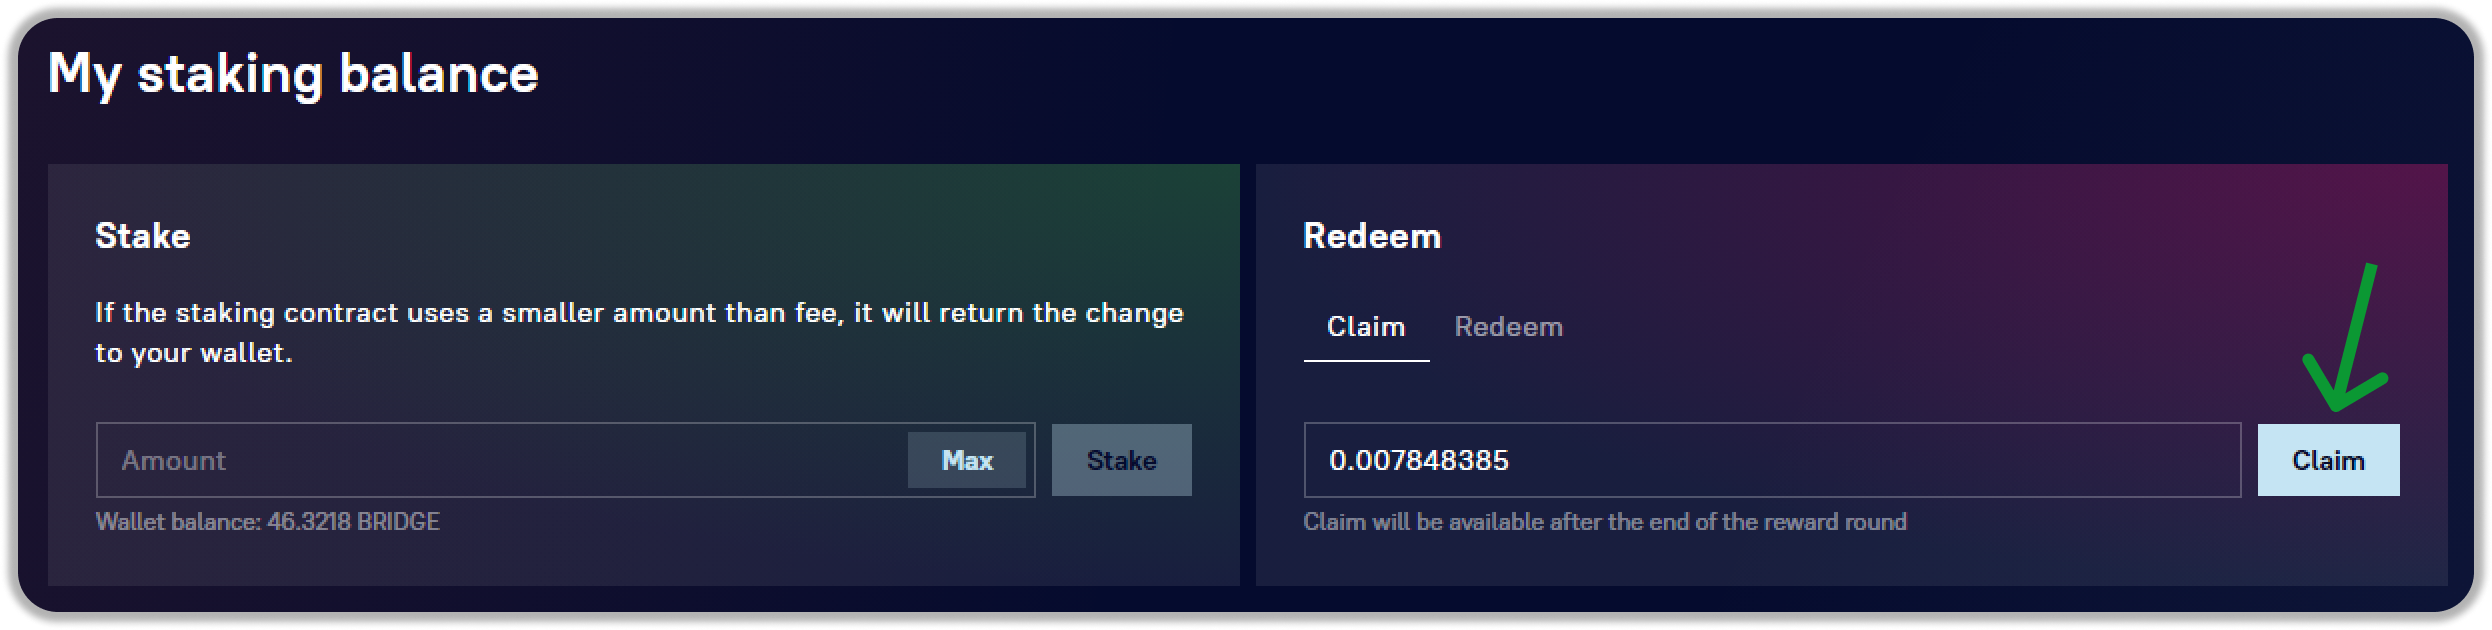 My staking balance
Stake
If the staking contract uses a smaller amount than fee, it will return the change
to your wallet.
Amount
Max
Stake
Wallet balance: 46.3218 BRIDGE
Redeem
Claim
Redeem
0.007848385
Claim
Claim will be available after the end of the reward round